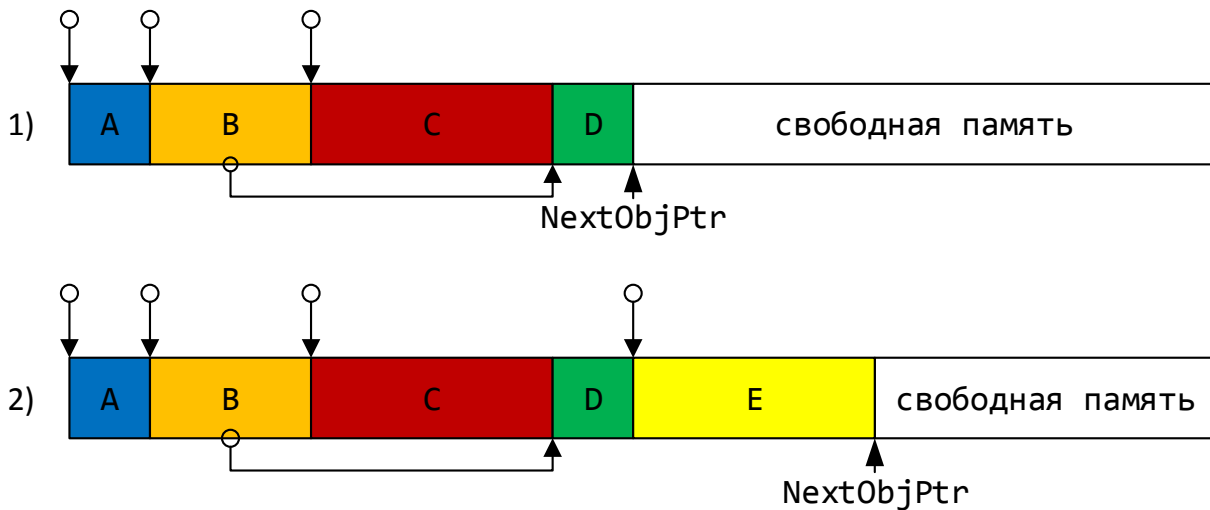 1) A B C D свободная память
NextObjPtr
2) A B C D E свободная память
NextObjPtr